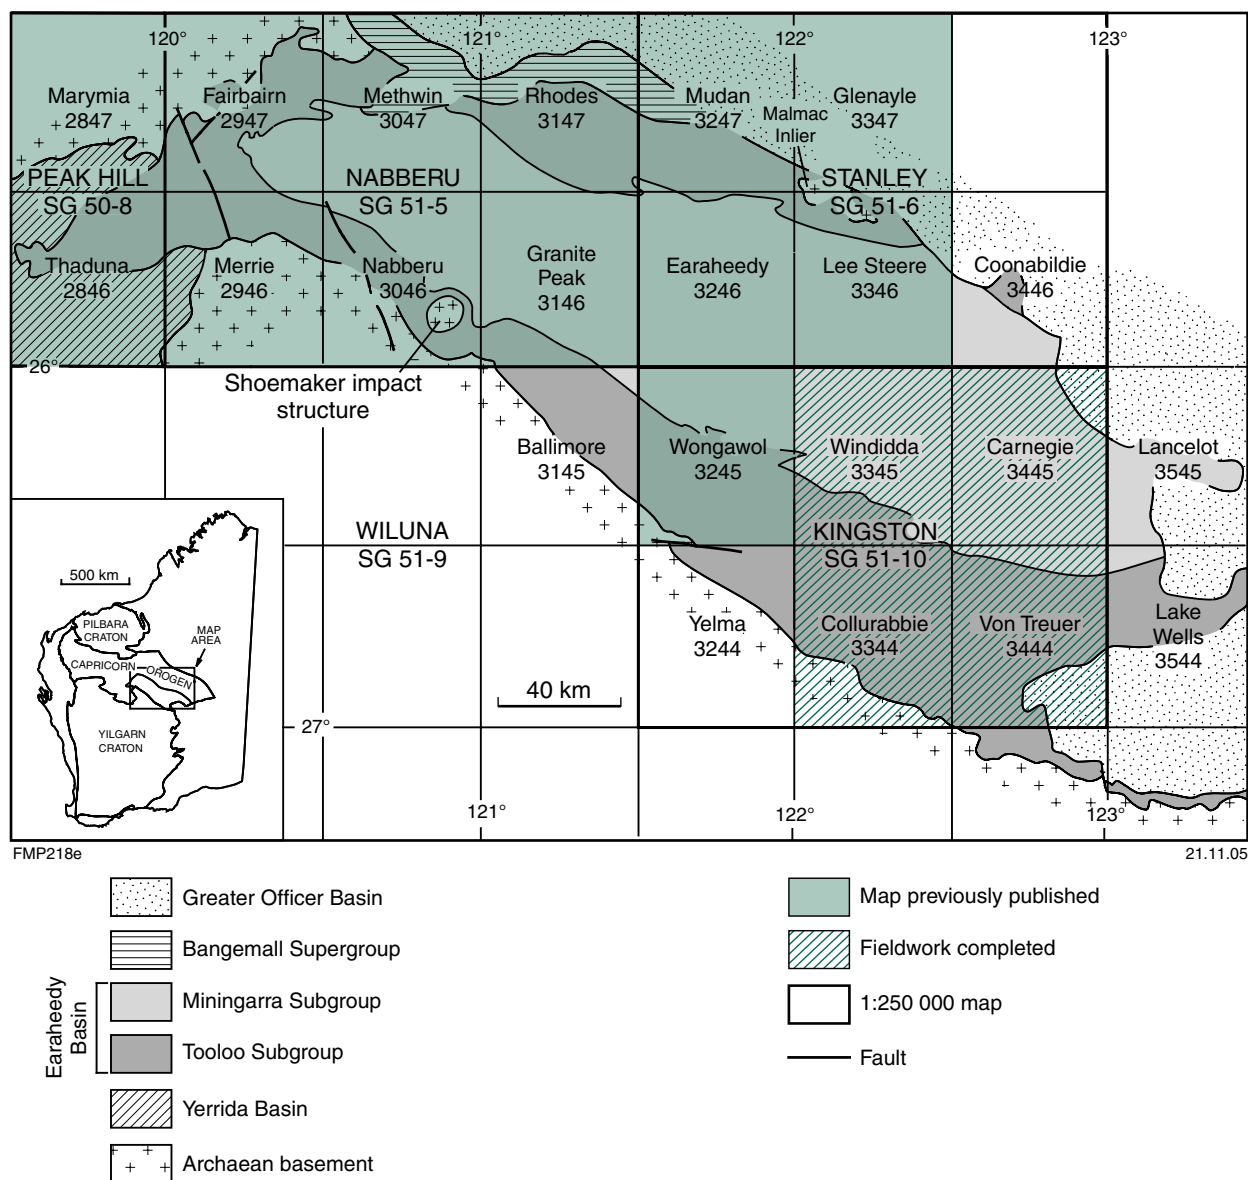 120°
121°
122°
123°
Marymia
2847
Fairbairn
2947
Methwin
3047
Rhodes
3147
Mudan
3247
Malmac
Inlier
Glenayle
3347
PEAK HILL
SG 50-8
NABBERU
SG 51-5
STANLEY
SG 51-6
Thaduna
2846
Merrie
2946
Nabberu
3046
Granite
Peak
3146
Earaheedy
3246
Lee Steere
3346
Coonabildie
3446
26°
Shoemaker impact
structure
Ballimore
3145
Wongawol
3245
Windidda
3345
Carnegie
3445
Lancelot
3545
WILUNA
SG 51-9
KINGSTON
SG 51-10
500 km
PILBARA
CRATON
MAP
AREA
CAPRICORN
OROGEN
YILGARN
CRATON
Yelma
3244
Collurabbie
3344
Von Treuer
3444
Lake
Wells
3544
40 km
27°
121°
122°
123°
FMP218e
21.11.05
Greater Officer Basin
Bangemall Supergroup
Earaheedy
Basin
Miningarra Subgroup
Tooloo Subgroup
Yerrida Basin
Archaean basement
Map previously published
Fieldwork completed
1:250 000 map
Fault